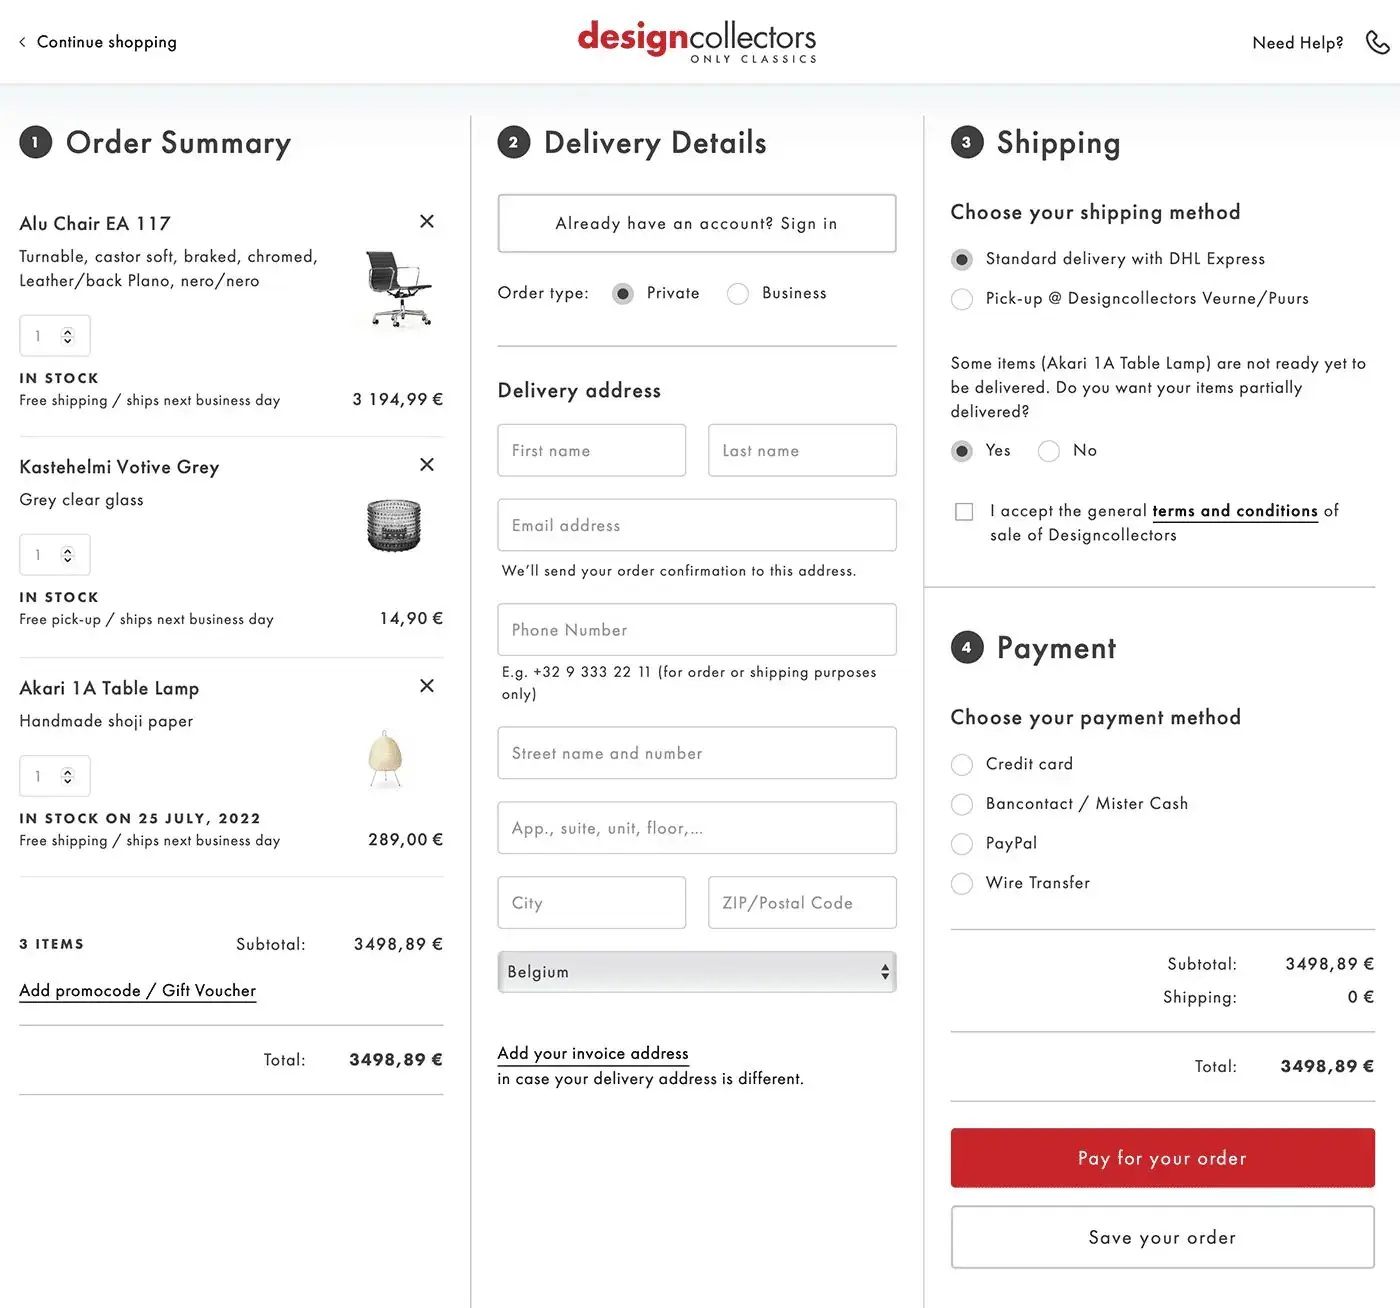 Continue shopping
designcollectors
ONLY CLASSICS
Need Help?
1 Order Summary
Alu Chair EA 117
Turnable, castor soft, braked, chromed,
Leather/back Plano, nero/nero
1
IN STOCK
Free shipping / ships next business day
3 194,99 €
Kastehelmi Votive Grey
Grey clear glass
1
IN STOCK
Free pick-up / ships next business day
14,90 €
Akari 1A Table Lamp
Handmade shoji paper
1
IN STOCK ON 25 JULY, 2022
Free shipping / ships next business day
289,00 €
3 ITEMS
Subtotal:
3498,89 €
Add promocode / Gift Voucher
Total:
3498,89 €
2 Delivery Details
Already have an account? Sign in
Order type:
Private
Business
Delivery address
First name
Last name
Email address
We’ll send your order confirmation to this address.
Phone Number
E.g. +32 9 333 22 11 (for order or shipping purposes
only)
Street name and number
App., suite, unit, floor,...
City
ZIP/Postal Code
Belgium
Add your invoice address
in case your delivery address is different.
3 Shipping
Choose your shipping method
Standard delivery with DHL Express
Pick-up @ Designcollectors Veurne/Puurs
Some items (Akari 1A Table Lamp) are not ready yet to
be delivered. Do you want your items partially
delivered?
Yes
No
I accept the general terms and conditions of
sale of Designcollectors
4 Payment
Choose your payment method
Credit card
Bancontact / Mister Cash
PayPal
Wire Transfer
Subtotal:
3498,89 €
Shipping:
0 €
Total:
3498,89 €
Pay for your order
Save your order